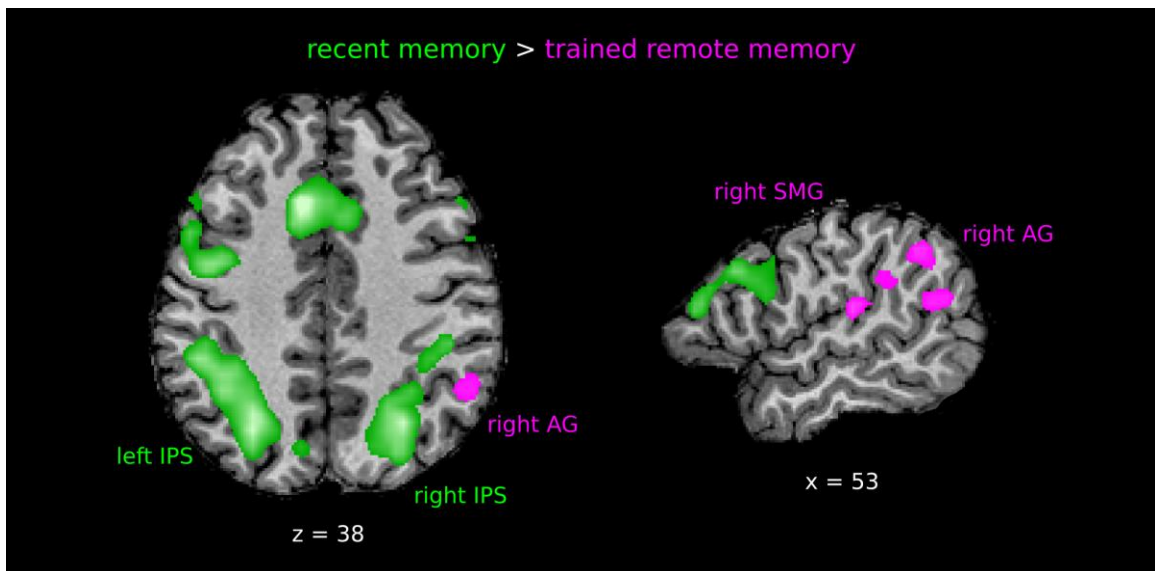 recent memory > trained remote memory
right SMG
right AG
right AG
left IPS
right IPS
x = 53
z = 38